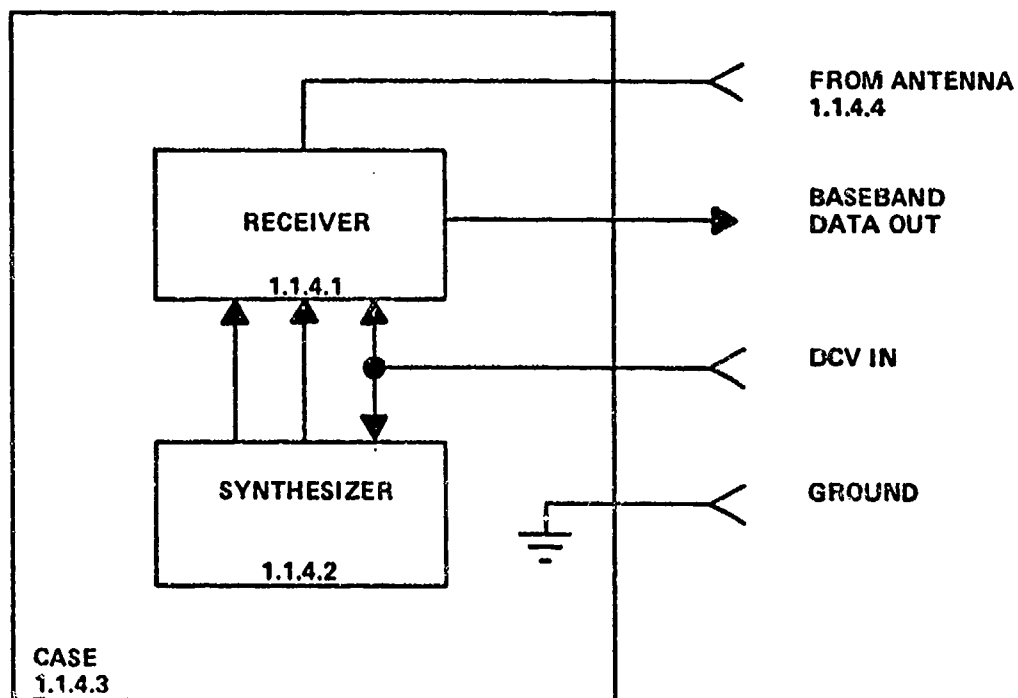 FROM ANTENNA
1.1.4.4
RECEIVER
1.1.4.1
BASEBAND
DATA OUT
DCV IN
SYNTHESIZER
1.1.4.2
GROUND
CASE
1.1.4.3